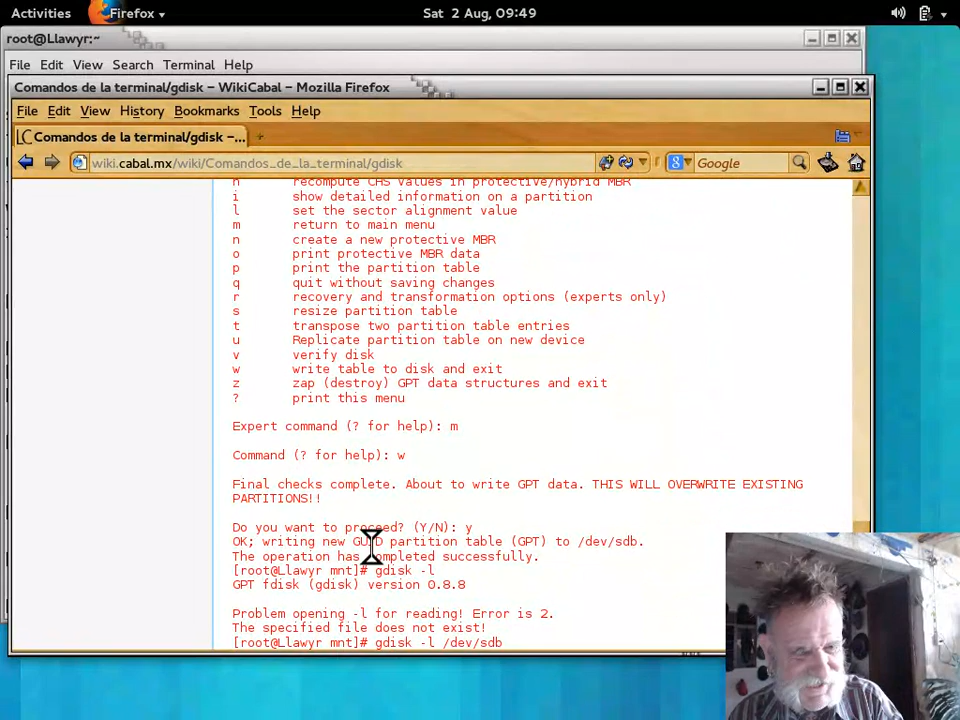 Activities Firefox Sat 2 Aug, 09:49
root@Llawyr:~
File Edit View Search Terminal Help
Comandos de la terminal/gdisk – WikiCabal – Mozilla Firefox
File Edit View History Bookmarks Tools Help
Comandos de la terminal/gdisk –...
wiki.cabal.mx/wiki/Comandos_de_la_terminal/gdisk Google
h recompute CHS values in protective/hybrid MBR
i show detailed information on a partition
l set the sector alignment value
m return to main menu
n create a new protective MBR
o print protective MBR data
p print the partition table
q quit without saving changes
r recovery and transformation options (experts only)
s resize partition table
t transpose two partition table entries
u Replicate partition table on new device
v verify disk
w write table to disk and exit
z zap (destroy) GPT data structures and exit
? print this menu
Expert command (? for help): m
Command (? for help): w
Final checks complete. About to write GPT data. THIS WILL OVERWRITE EXISTING
PARTITIONS!!
Do you want to proceed? (Y/N): y
OK; writing new GUID partition table (GPT) to /dev/sdb.
The operation has completed successfully.
[root@Llawyr mnt]# gdisk -l
GPT fdisk (gdisk) version 0.8.8
Problem opening -l for reading! Error is 2.
The specified file does not exist!
[root@Llawyr mnt]# gdisk -l /dev/sdb